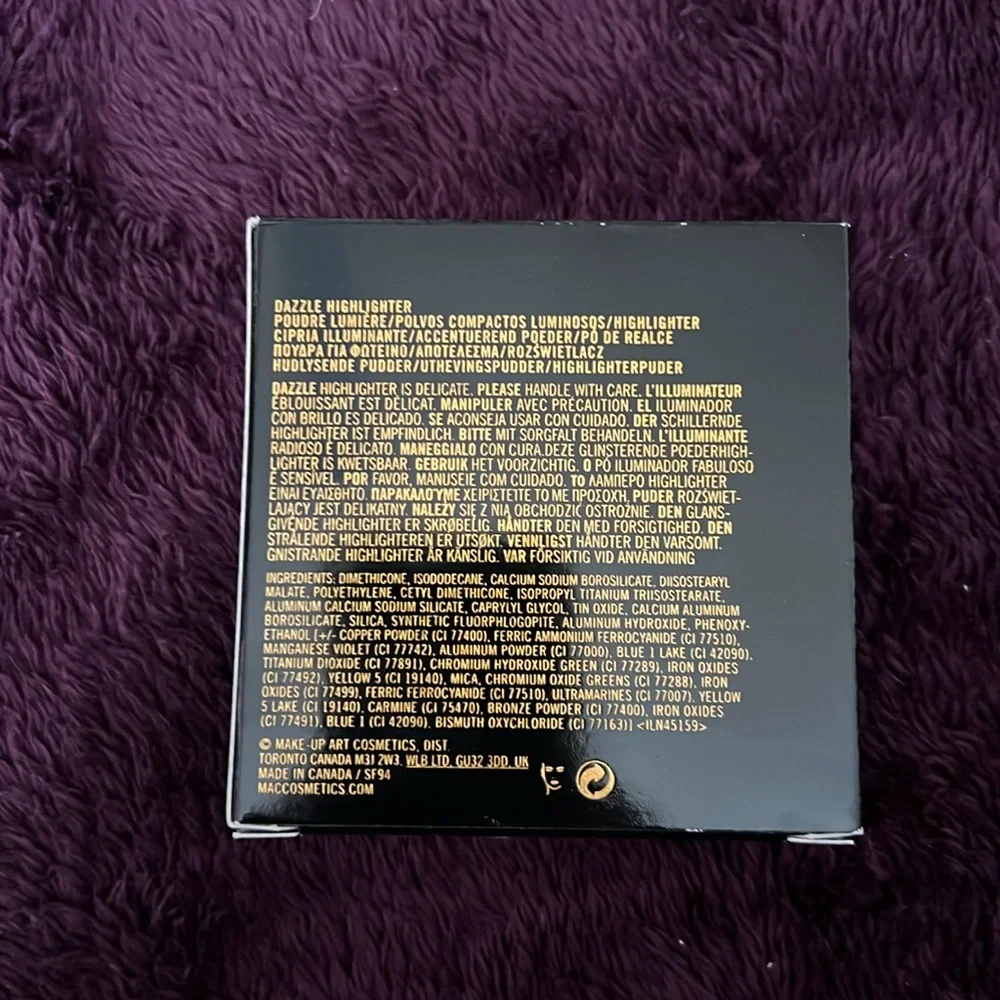 DAZZLE HIGHLIGHTER
POUDRE LUMIÈRE/POLVOS COMPACTOS LUMINOSOS/HIGHLIGHTER
CIPRIA ILLUMINANTE/ACCENTUEREND POEDER/PÓ DE REALCE
ΠΟΥΔΡΑ ΓΙΑ ΦΩΤΕΙΝΟ/ΑΠΟΤΕΛΕΣΜΑ/ROZŚWIETLACZ
HUDLYSENDE PUDDER/UTHEVINGSPUDDER/HIGHLIGHTERPUDER
DAZZLE HIGHLIGHTER IS DELICATE. PLEASE HANDLE WITH CARE. L'ILLUMINATEUR
ÉBLOUISSANT EST DÉLICAT. MANIPULER AVEC PRÉCAUTION. EL ILUMINADOR
CON BRILLO ES DELICADO. SE ACONSEJA USAR CON CUIDADO. DER SCHILLERNDE
HIGHLIGHTER IST EMPFINDLICH. BITTE MIT SORGFALT BEHANDELN. L'ILLUMINANTE
RADIOSO È DELICATO. MANEGGIALO CON CURA.DEZE GLINSTERENDE POEDERHIGH-
LIGHTER IS KWETSBAAR. GEBRUIK HET VOORZICHTIG. O PÓ ILUMINADOR FABULOSO
É SENSÍVEL. POR FAVOR, MANUSEIE COM CUIDADO. ΤΟ ΛΑΜΠΕΡΟ HIGHLIGHTER
ΕΙΝΑΙ ΕΥΑΙΣΘΗΤΟ. ΠΑΡΑΚΑΛΟΥΜΕ ΧΕΙΡΙΣΤΕΙΤΕ ΤΟ ΜΕ ΠΡΟΣΟΧΗ. PUDER ROZŚWIET-
LAJĄCY JEST DELIKATNY. NALEŻY SIĘ Z NIĄ OBCHODZIĆ OSTROŻNIE. DEN GLANS-
GIVENDE HIGHLIGHTER ER SKRØBELIG. HÅNDTER DEN MED FORSIGTIGHED. DEN
STRÅLENDE HIGHLIGHTEREN ER UTSØKT. VENNLIGST HÅNDTER DEN VARSOMT.
GNISTRANDE HIGHLIGHTER ÄR KÄNSLIG. VAR FÖRSIKTIG VID ANVÄNDNING
INGREDIENTS: DIMETHICONE, ISODODECANE, CALCIUM SODIUM BOROSILICATE, DIISOSTEARYL
MALATE, POLYETHYLENE, CETYL DIMETHICONE, ISOPROPYL TITANIUM TRIISOSTEARATE,
ALUMINUM CALCIUM SODIUM SILICATE, CAPRYLYL GLYCOL, TIN OXIDE, CALCIUM ALUMINUM
BOROSILICATE, SILICA, SYNTHETIC FLUORPHLOGOPITE, ALUMINUM HYDROXIDE, PHENOXY-
ETHANOL [+/- COPPER POWDER (CI 77400), FERRIC AMMONIUM FERROCYANIDE (CI 77510),
MANGANESE VIOLET (CI 77742), ALUMINUM POWDER (CI 77000), BLUE 1 LAKE (CI 42090),
TITANIUM DIOXIDE (CI 77891), CHROMIUM HYDROXIDE GREEN (CI 77289), IRON OXIDES
(CI 77492), YELLOW 5 (CI 19140), MICA, CHROMIUM OXIDE GREENS (CI 77288), IRON
OXIDES (CI 77499), FERRIC FERROCYANIDE (CI 77510), ULTRAMARINES (CI 77007), YELLOW
5 LAKE (CI 19140), CARMINE (CI 75470), BRONZE POWDER (CI 77400), IRON OXIDES
(CI 77491), BLUE 1 (CI 42090), BISMUTH OXYCHLORIDE (CI 77163)] <ILN45159>
© MAKE-UP ART COSMETICS, DIST.
TORONTO CANADA M3J 2W3. WLB LTD, GU32 3DD, UK
MADE IN CANADA / SF94
MACCOSMETICS.COM